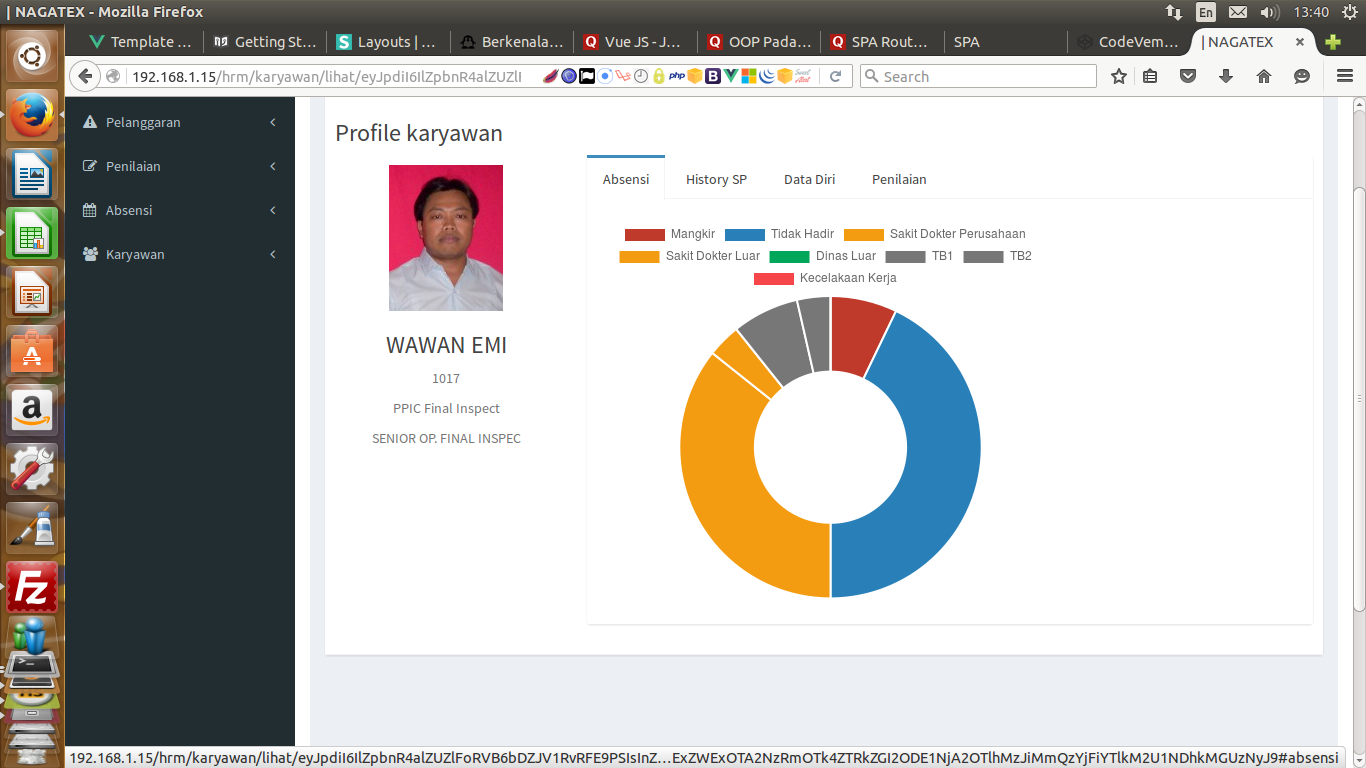 | NAGATEX - Mozilla Firefox
En
13:40
Template ...
Getting St...
Layouts | ...
Berkenala...
Vue JS - J...
OOP Pada...
SPA Rout...
SPA
CodeVem...
| NAGATEX
192.168.1.15/hrm/karyawan/lihat/eyJpdiI6IlZpbnR4alZUZlI
Search
Pelanggaran
Penilaian
Absensi
Karyawan
Profile karyawan
WAWAN EMI
1017
PPIC Final Inspect
SENIOR OP. FINAL INSPEC
Absensi
History SP
Data Diri
Penilaian
Mangkir
Tidak Hadir
Sakit Dokter Perusahaan
Sakit Dokter Luar
Dinas Luar
TB1
TB2
Kecelakaan Kerja
192.168.1.15/hrm/karyawan/lihat/eyJpdiI6IlZpbnR4alZUZlFoRVB6bDZJV1RvRFE9PSIsInZ...ExZWExOTA2NzRmOTk4ZTRkZGI2ODE1NjA2OTlhMzJiMmQzYjFiYTlkM2U1NDhkMGUzNyJ9#absensi